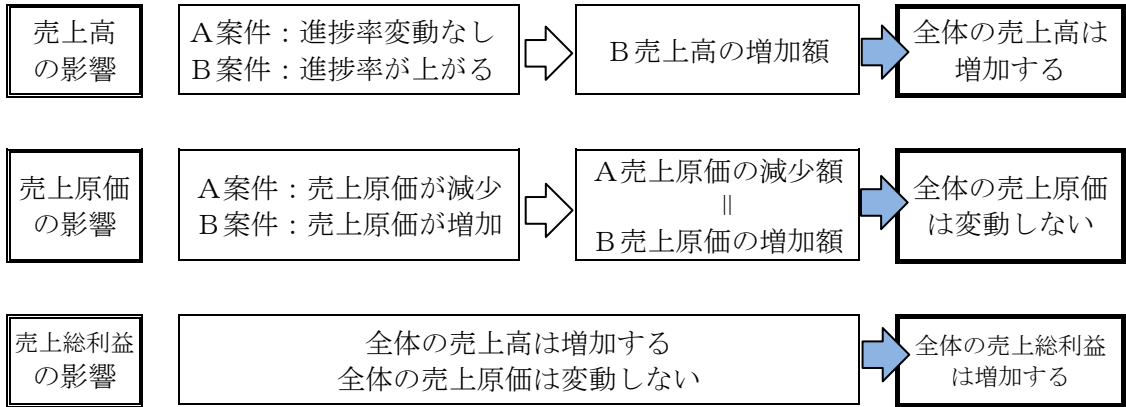 売上高
の影響
A案件：進捗率変動なし
B案件：進捗率が上がる
B売上高の増加額
全体の売上高は
増加する
売上原価
の影響
A案件：売上原価が減少
B案件：売上原価が増加
A売上原価の減少額
॥
B売上原価の増加額
全体の売上原価
は変動しない
売上総利益
の影響
全体の売上高は増加する
全体の売上原価は変動しない
全体の売上総利益
は増加する